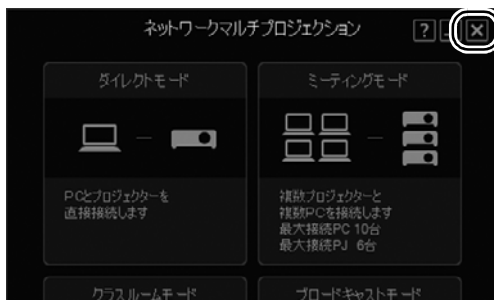 ネットワークマルチプロジェクション
?
ダイレクトモード
ミーティングモード
PCとプロジェクターを
直接接続します
複数プロジェクターと
複数PCを接続します
最大接続PC 10台
最大接続PJ 6台
クラスルームモード
ブロードキャストモード